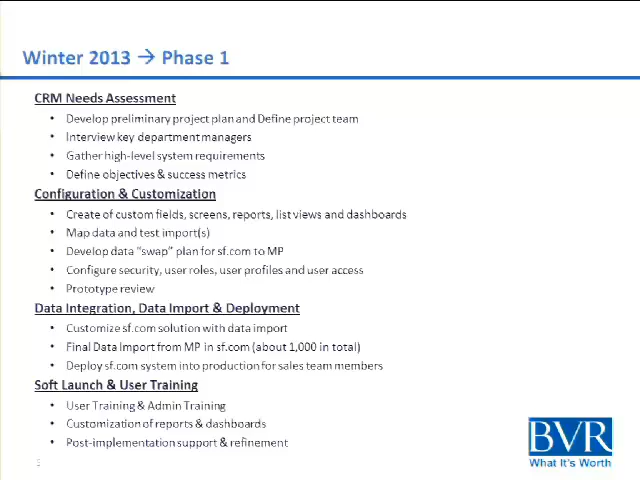 Winter 2013 → Phase 1
CRM Needs Assessment
• Develop preliminary project plan and Define project team
• Interview key department managers
• Gather high-level system requirements
• Define objectives & success metrics
Configuration & Customization
• Create of custom fields, screens, reports, list views and dashboards
• Map data and test import(s)
• Develop data "swap" plan for sf.com to MP
• Configure security, user roles, user profiles and user access
• Prototype review
Data Integration, Data Import & Deployment
• Customize sf.com solution with data import
• Final Data Import from MP in sf.com (about 1,000 in total)
• Deploy sf.com system into production for sales team members
Soft Launch & User Training
• User Training & Admin Training
• Customization of reports & dashboards
• Post-implementation support & refinement
BVR
What It's Worth